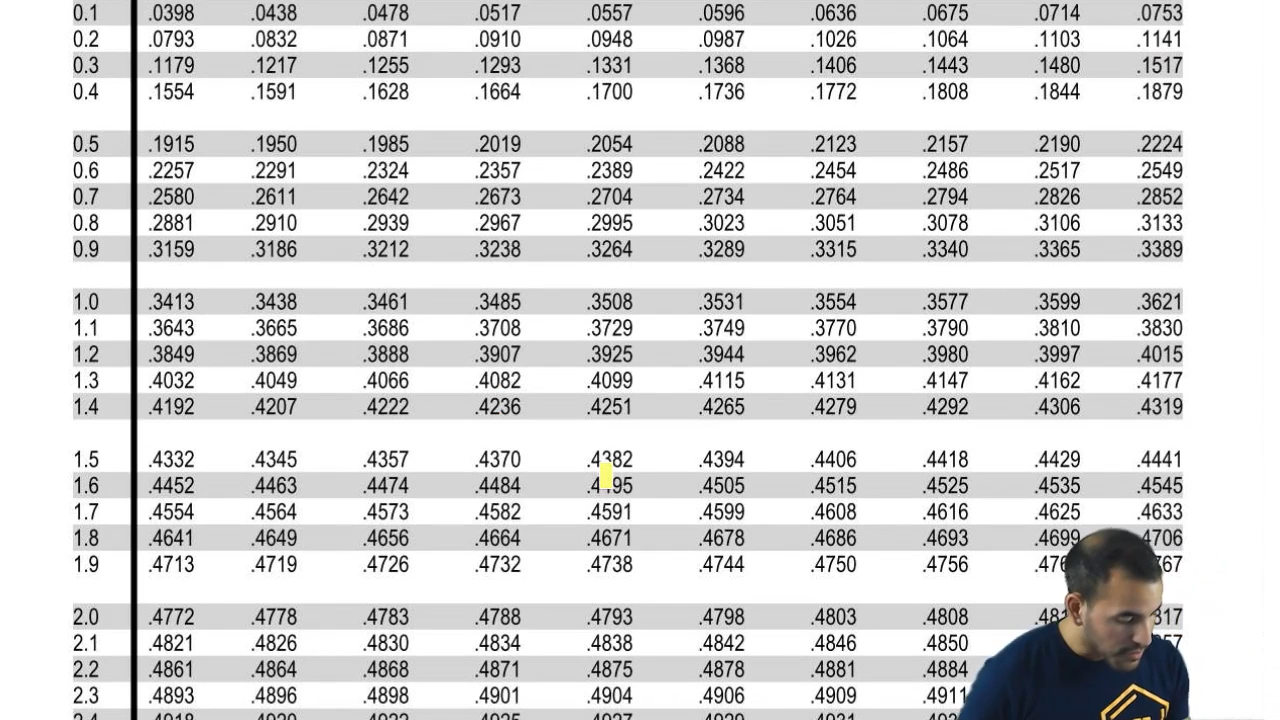 0.1 .0398 .0438 .0478 .0517 .0557 .0596 .0636 .0675 .0714 .0753
0.2 .0793 .0832 .0871 .0910 .0948 .0987 .1026 .1064 .1103 .1141
0.3 .1179 .1217 .1255 .1293 .1331 .1368 .1406 .1443 .1480 .1517
0.4 .1554 .1591 .1628 .1664 .1700 .1736 .1772 .1808 .1844 .1879
0.5 .1915 .1950 .1985 .2019 .2054 .2088 .2123 .2157 .2190 .2224
0.6 .2257 .2291 .2324 .2357 .2389 .2422 .2454 .2486 .2517 .2549
0.7 .2580 .2611 .2642 .2673 .2704 .2734 .2764 .2794 .2826 .2852
0.8 .2881 .2910 .2939 .2967 .2995 .3023 .3051 .3078 .3106 .3133
0.9 .3159 .3186 .3212 .3238 .3264 .3289 .3315 .3340 .3365 .3389
1.0 .3413 .3438 .3461 .3485 .3508 .3531 .3554 .3577 .3599 .3621
1.1 .3643 .3665 .3686 .3708 .3729 .3749 .3770 .3790 .3810 .3830
1.2 .3849 .3869 .3888 .3907 .3925 .3944 .3962 .3980 .3997 .4015
1.3 .4032 .4049 .4066 .4082 .4099 .4115 .4131 .4147 .4162 .4177
1.4 .4192 .4207 .4222 .4236 .4251 .4265 .4279 .4292 .4306 .4319
1.5 .4332 .4345 .4357 .4370 .4382 .4394 .4406 .4418 .4429 .4441
1.6 .4452 .4463 .4474 .4484 .4505 .4515 .4525 .4535 .4545
1.7 .4554 .4564 .4573 .4582 .4591 .4599 .4608 .4616 .4625 .4633
1.8 .4641 .4649 .4656 .4664 .4671 .4678 .4686 .4693 .4699 .4706
1.9 .4713 .4719 .4726 .4732 .4738 .4744 .4750 .4756
2.0 .4772 .4778 .4783 .4788 .4793 .4798 .4803 .4808
2.1 .4821 .4826 .4830 .4834 .4838 .4842 .4846 .4850
2.2 .4861 .4864 .4868 .4871 .4875 .4878 .4881 .4884
2.3 .4893 .4896 .4898 .4901 .4904 .4906 .4909 .4911